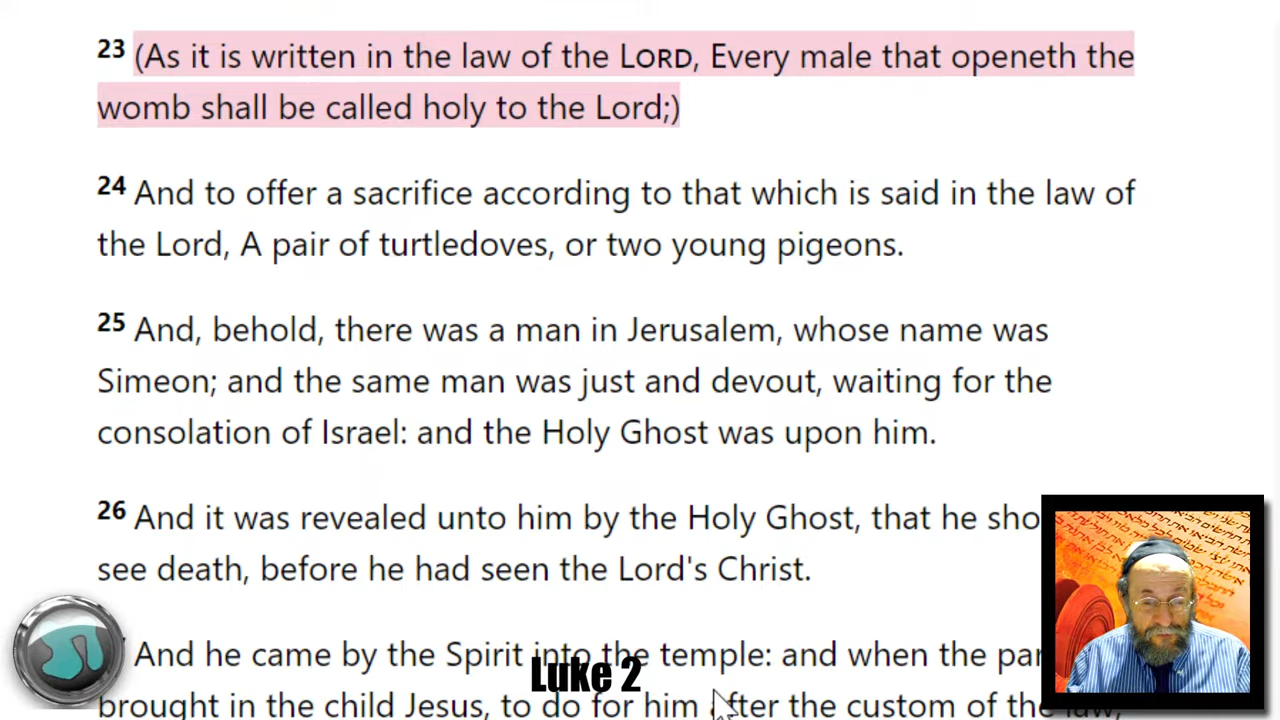 23 (As it is written in the law of the LORD, Every male that openeth the
womb shall be called holy to the Lord;)
24 And to offer a sacrifice according to that which is said in the law of
the Lord, A pair of turtledoves, or two young pigeons.
25 And, behold, there was a man in Jerusalem, whose name was
Simeon; and the same man was just and devout, waiting for the
consolation of Israel: and the Holy Ghost was upon him.
26 And it was revealed unto him by the Holy Ghost, that he sho
see death, before he had seen the Lord's Christ.
And he came by the Spirit into the temple: and when the par
brought in the child Jesus, to do for him after the custom of the law,
Luke 2